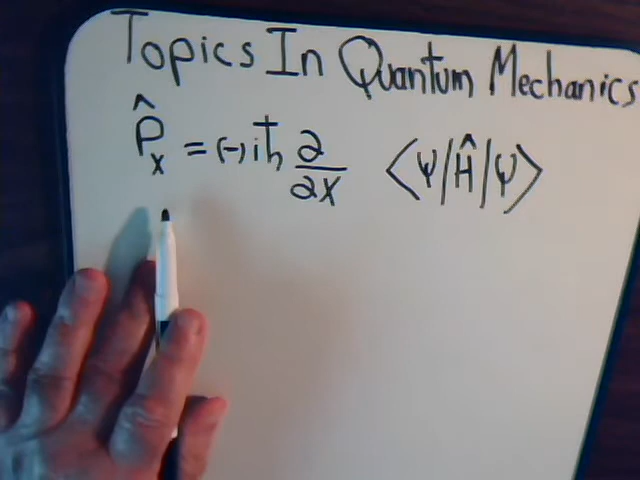 Topics In Quantum Mechanics
P̂ₓ = (-) iħ ∂/∂x ⟨Ψ|Ĥ|Ψ⟩